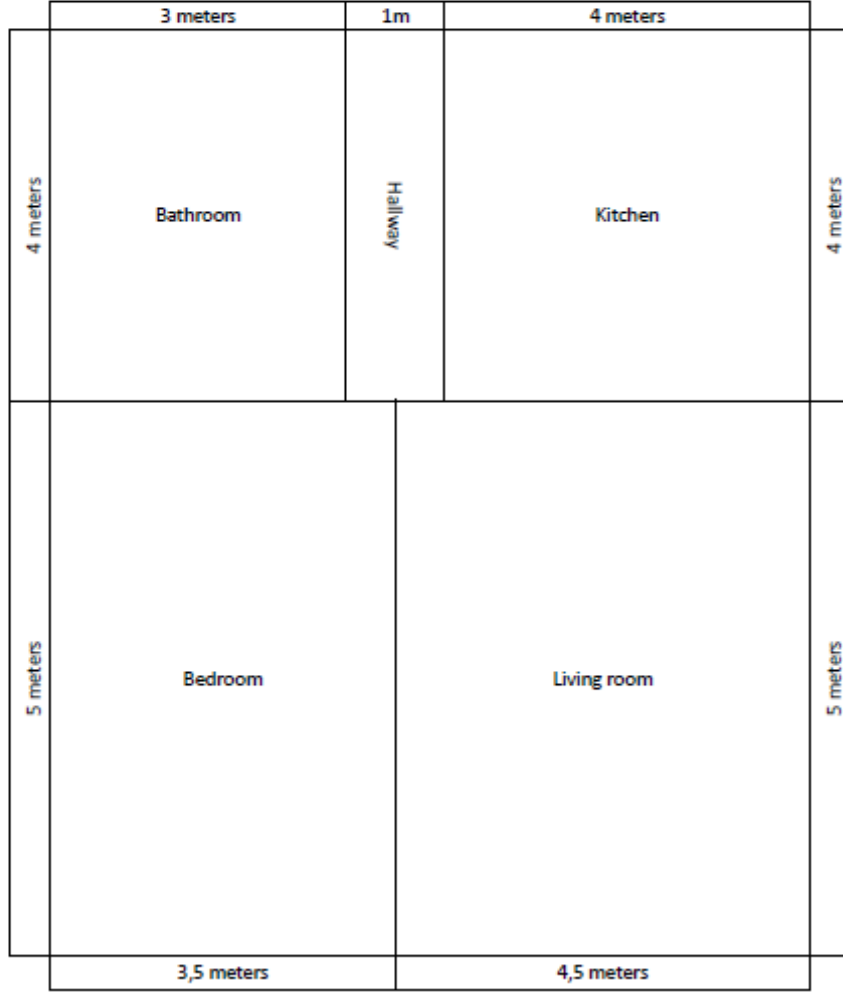 3 meters
1m
4 meters
4 meters
Bathroom
Hallway
Kitchen
4 meters
5 meters
Bedroom
Living room
5 meters
3,5 meters
4,5 meters